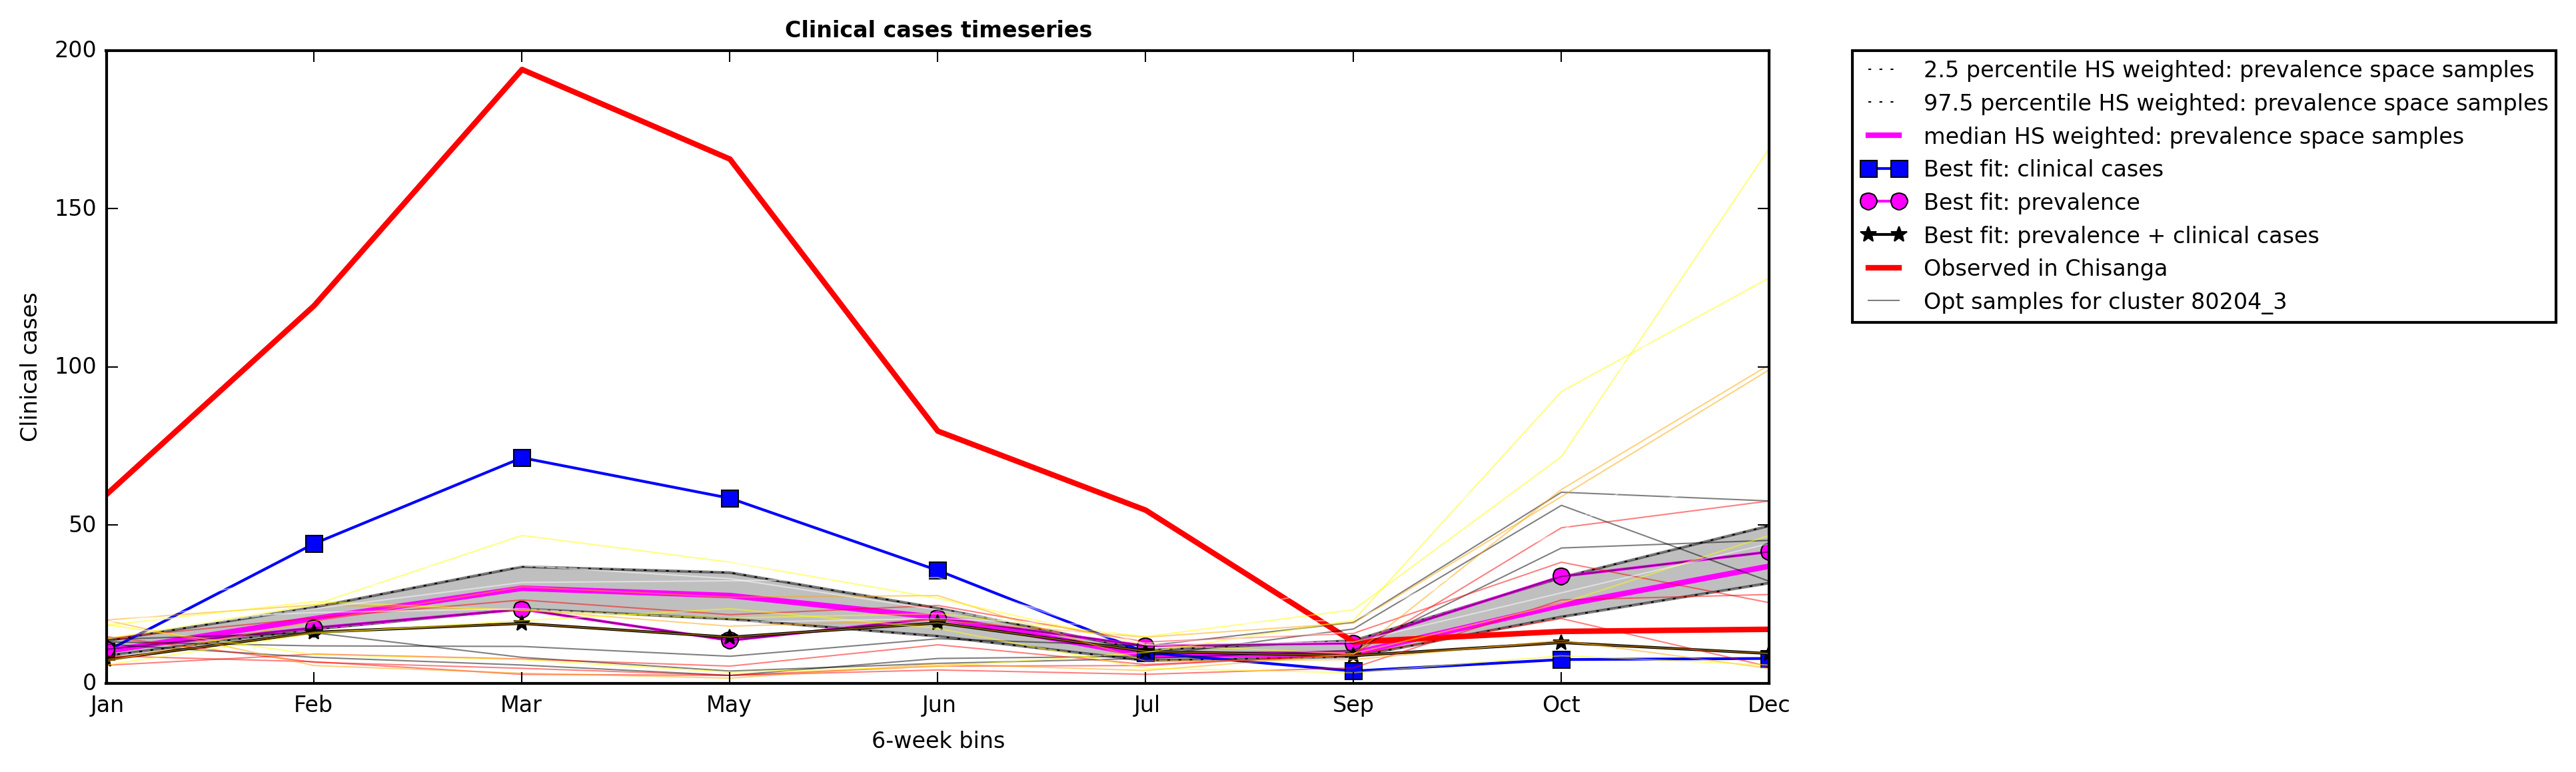 Clinical cases timeseries
200
150
100
50
0
Clinical cases
Jan Feb Mar May Jun Jul Sep Oct Dec
6-week bins
2.5 percentile HS weighted: prevalence space samples
97.5 percentile HS weighted: prevalence space samples
median HS weighted: prevalence space samples
Best fit: clinical cases
Best fit: prevalence
Best fit: prevalence + clinical cases
Observed in Chisanga
Opt samples for cluster 80204_3